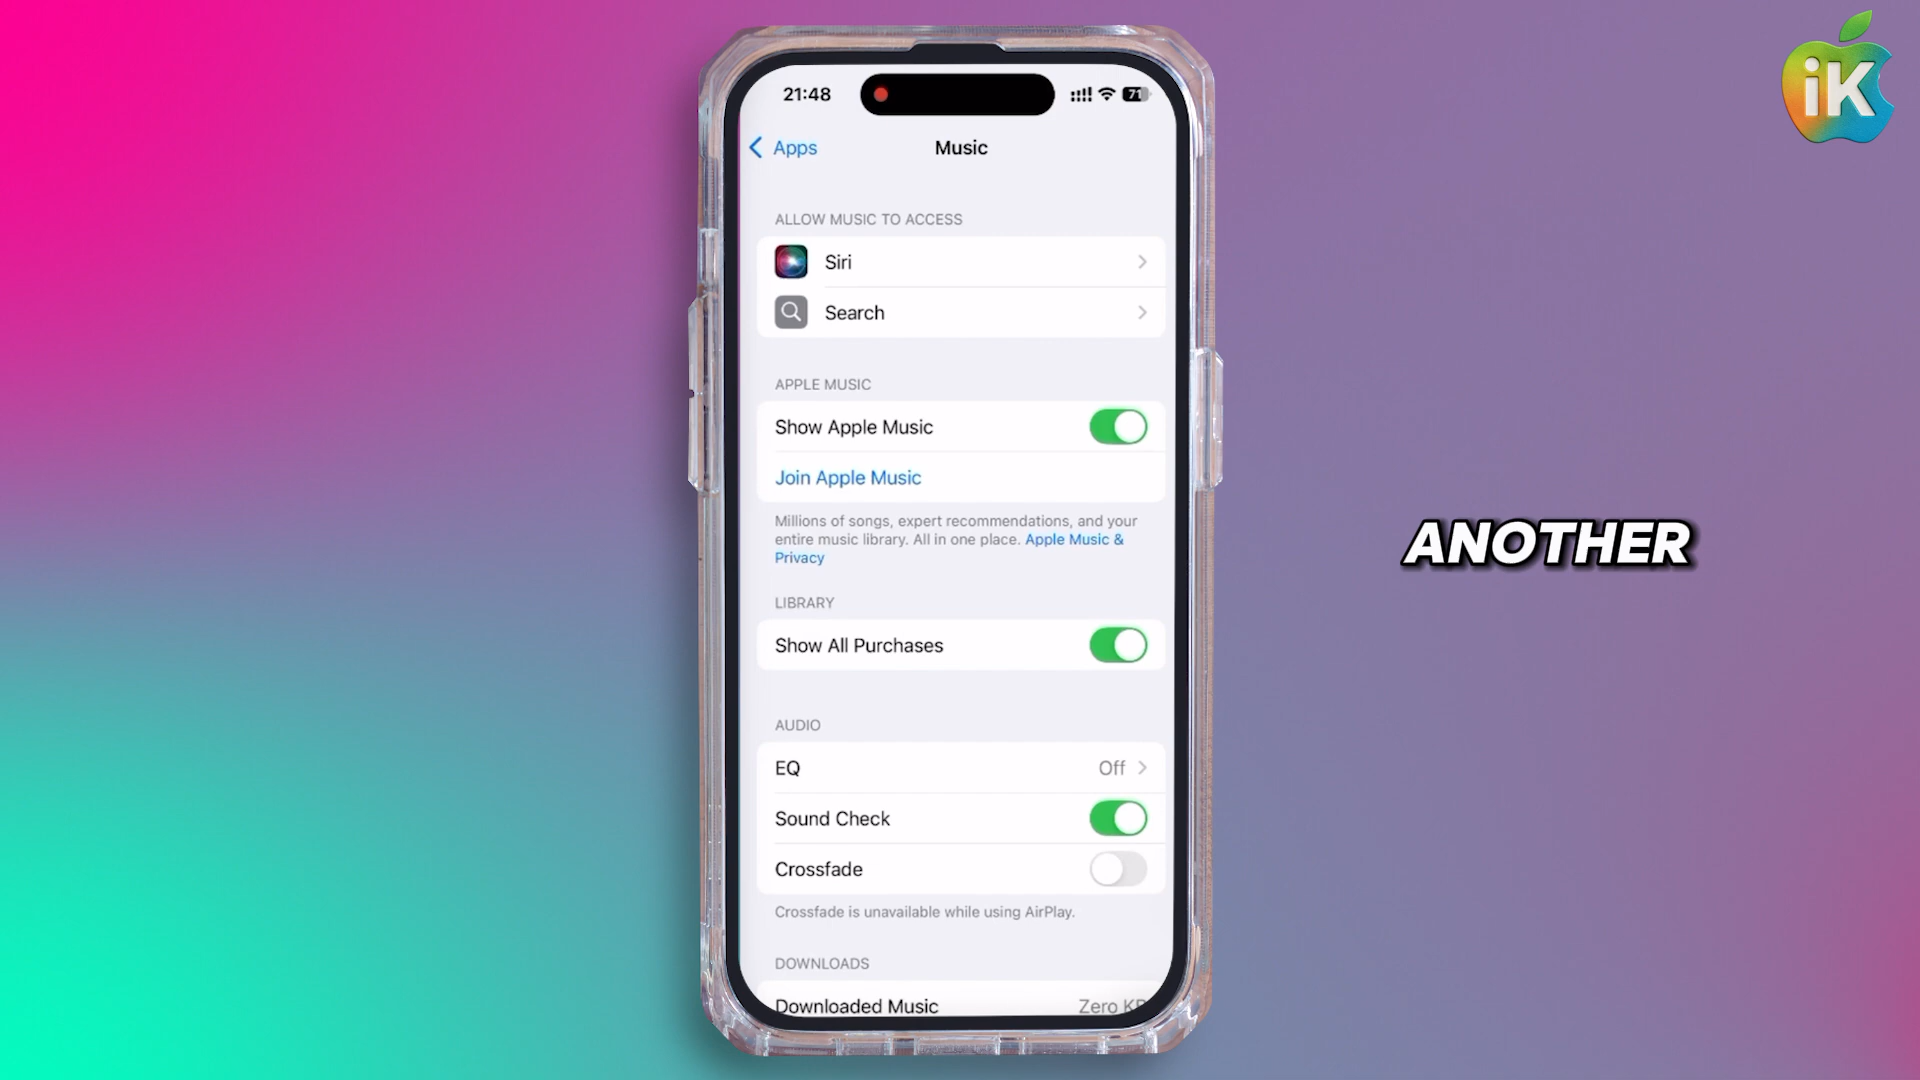 iK
21:48
71
Apps
Music
ALLOW MUSIC TO ACCESS
Siri
Search
APPLE MUSIC
Show Apple Music
Join Apple Music
Millions of songs, expert recommendations, and your
entire music library. All in one place. Apple Music &
Privacy
ANOTHER
LIBRARY
Show All Purchases
AUDIO
EQ Off
Sound Check
Crossfade
Crossfade is unavailable while using AirPlay.
DOWNLOADS
Downloaded Music Zero